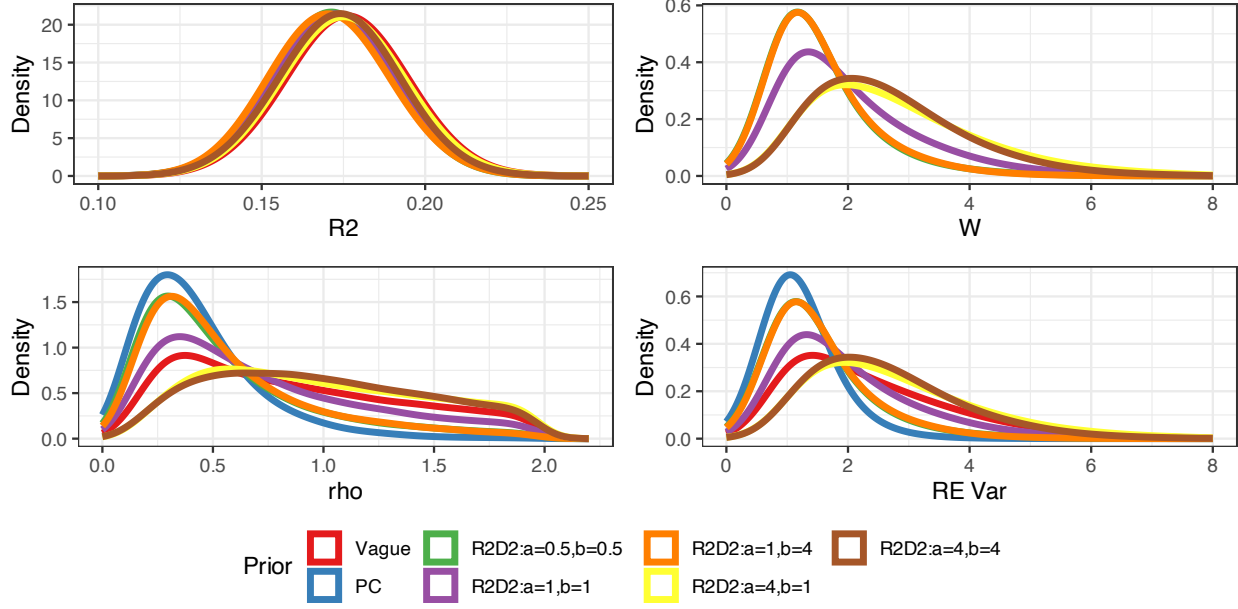 20
15
10
5
0
Density
0.10
0.15
0.20
0.25
R2
0.6
0.4
0.2
0.0
Density
0
2
4
6
8
W
1.5
1.0
0.5
0.0
Density
0.0
0.5
1.0
1.5
2.0
rho
0.6
0.4
0.2
0.0
Density
0
2
4
6
8
RE Var
Prior
Vague
R2D2:a=0.5,b=0.5
R2D2:a=1,b=4
R2D2:a=4,b=4
PC
R2D2:a=1,b=1
R2D2:a=4,b=1